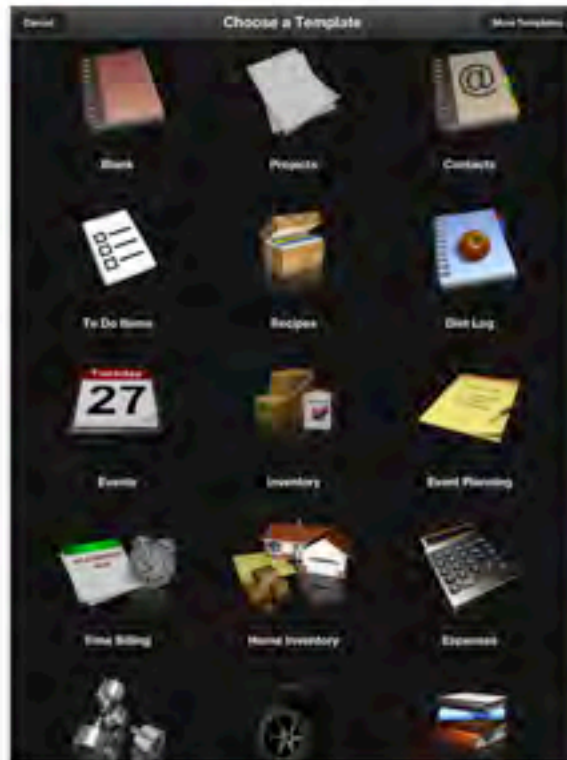 Cancel
Choose a Template
More Templates
Blank
Projects
Contacts
@
To Do Items
Recipes
Diet Log
Tuesday
27
Events
Inventory
Event Planning
Time Billing
Home Inventory
Expenses